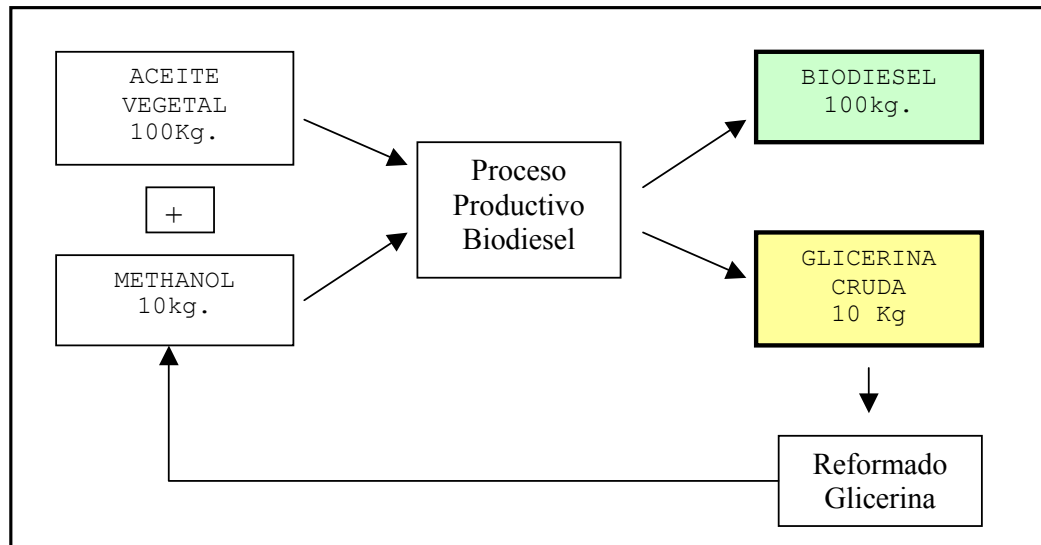 ACEITE
VEGETAL
100Kg.
+
METHANOL
10kg.
Proceso
Productivo
Biodiesel
BIODIESEL
100kg.
GLICERINA
CRUDA
10 Kg
Reformado
Glicerina